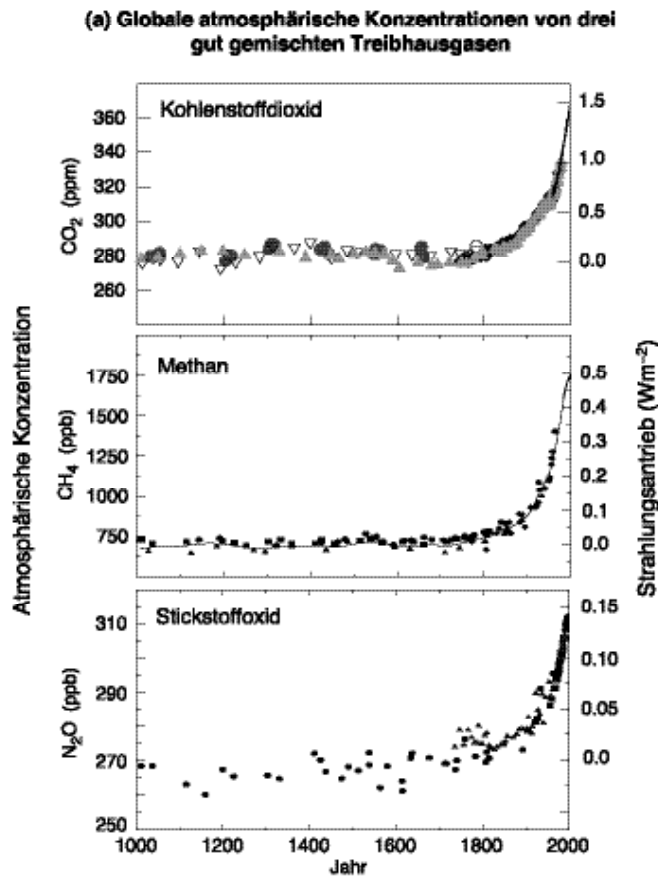 (a) Globale atmosphärische Konzentrationen von drei
gut gemischten Treibhausgasen
Atmosphärische Konzentration
CO₂ (ppm)
Kohlenstoffdioxid
360
340
320
300
280
260
1.5
1.0
0.5
0.0
CH₄ (ppb)
Methan
1750
1500
1250
1000
750
0.5
0.4
0.3
0.2
0.1
0.0
Strahlungsantrieb (Wm⁻²)
N₂O (ppb)
Stickstoffoxid
310
290
270
250
0.15
0.10
0.05
0.0
1000 1200 1400 1600 1800 2000
Jahr